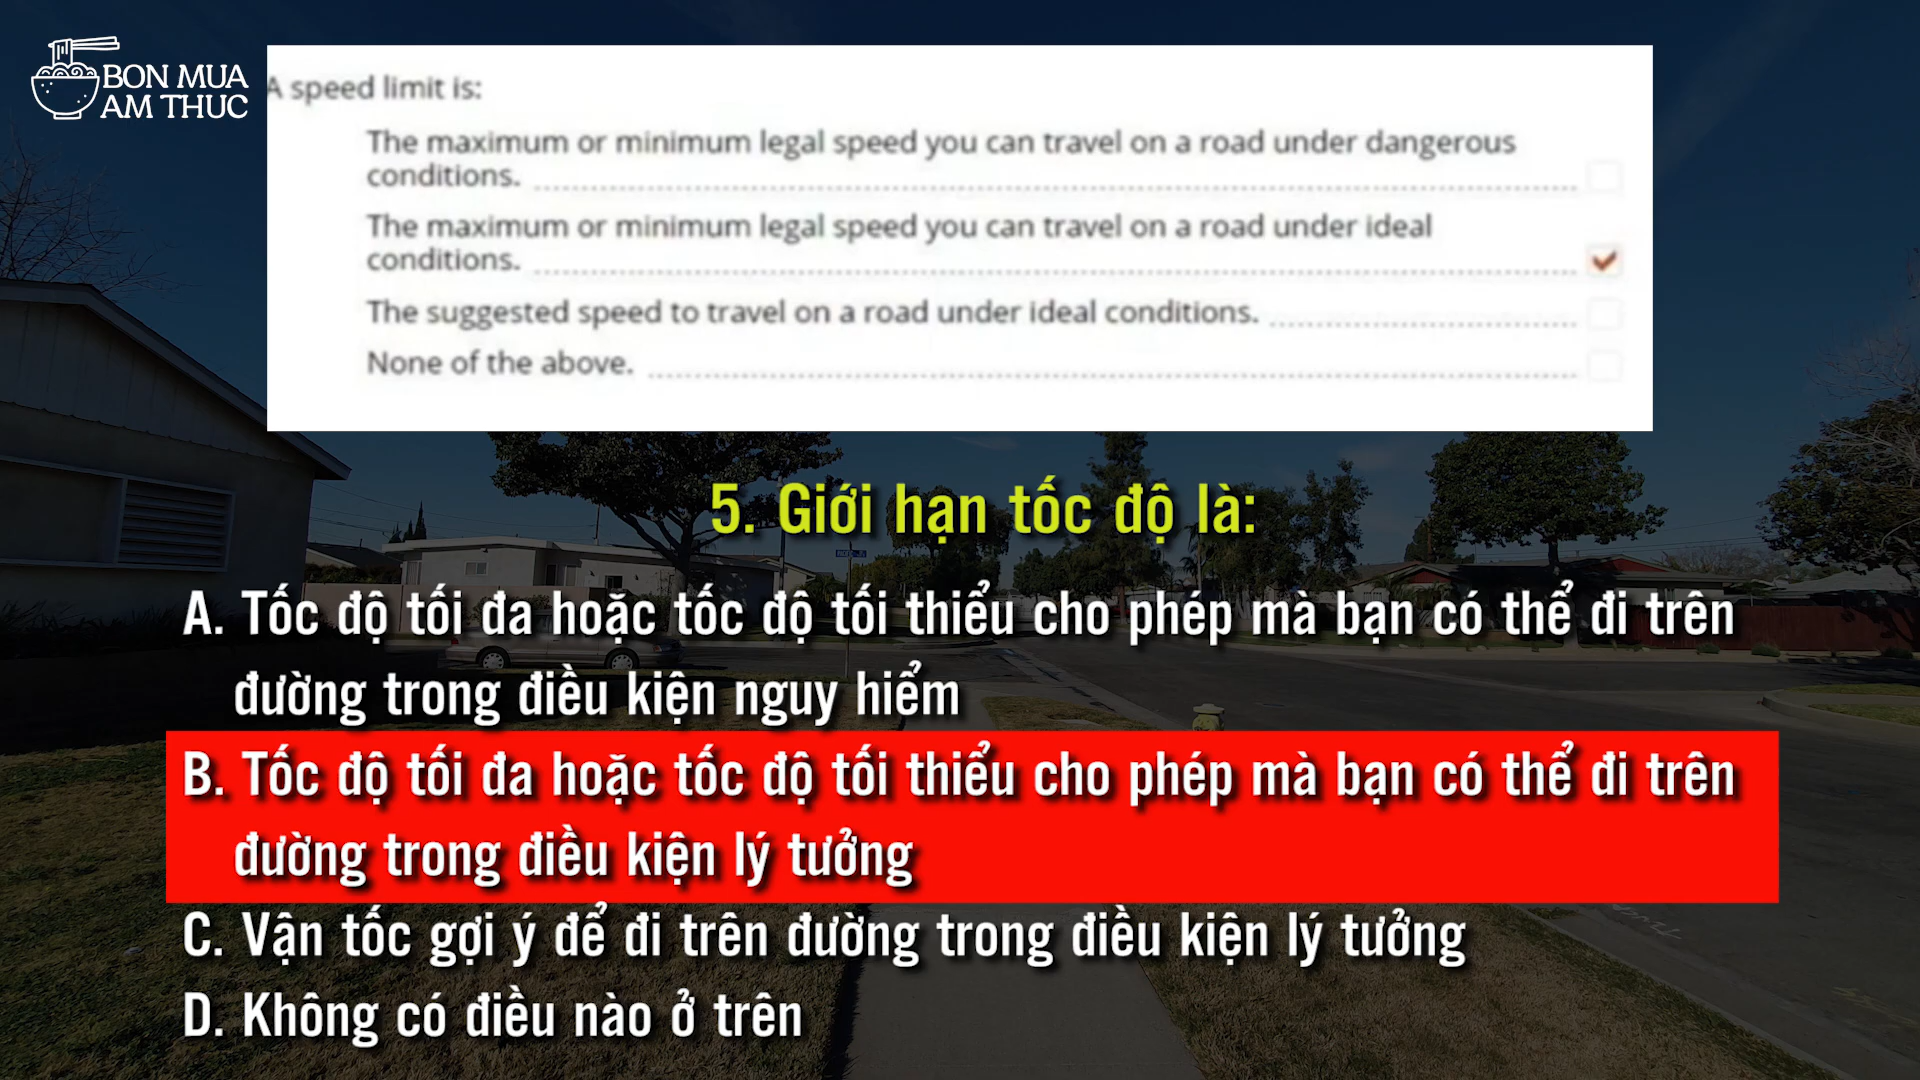 BON MUA
AM THUC
A speed limit is:
The maximum or minimum legal speed you can travel on a road under dangerous
conditions.
The maximum or minimum legal speed you can travel on a road under ideal
conditions.
The suggested speed to travel on a road under ideal conditions.
None of the above.
5. Giới hạn tốc độ là:
A. Tốc độ tối đa hoặc tốc độ tối thiểu cho phép mà bạn có thể đi trên
đường trong điều kiện nguy hiểm
B. Tốc độ tối đa hoặc tốc độ tối thiểu cho phép mà bạn có thể đi trên
đường trong điều kiện lý tưởng
C. Vận tốc gợi ý để đi trên đường trong điều kiện lý tưởng
D. Không có điều nào ở trên